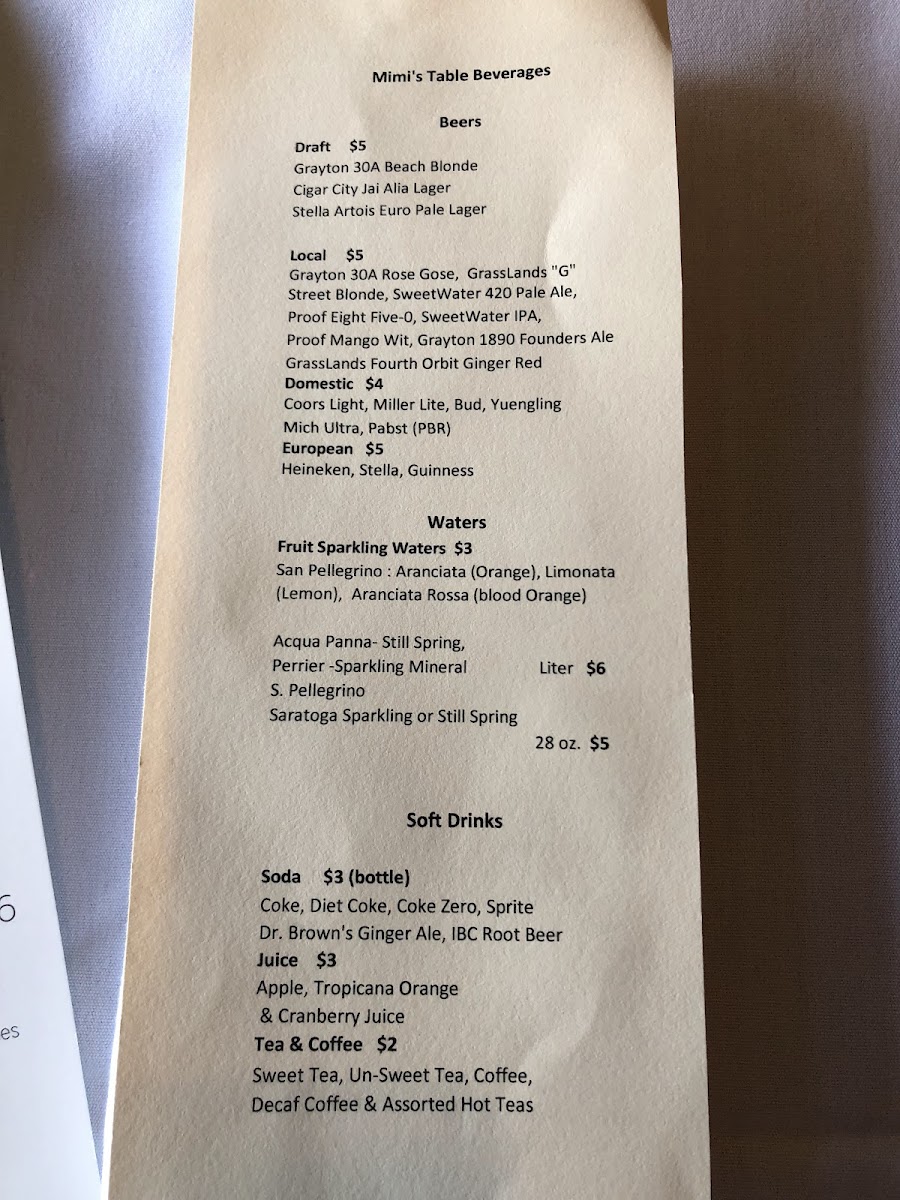 Mimi's Table Beverages
Beers
Draft $5
Grayton 30A Beach Blonde
Cigar City Jai Alia Lager
Stella Artois Euro Pale Lager
Local $5
Grayton 30A Rose Gose, GrassLands "G"
Street Blonde, SweetWater 420 Pale Ale,
Proof Eight Five-0, SweetWater IPA,
Proof Mango Wit, Grayton 1890 Founders Ale
GrassLands Fourth Orbit Ginger Red
Domestic $4
Coors Light, Miller Lite, Bud, Yuengling
Mich Ultra, Pabst (PBR)
European $5
Heineken, Stella, Guinness
Waters
Fruit Sparkling Waters $3
San Pellegrino : Aranciata (Orange), Limonata
(Lemon), Aranciata Rossa (blood Orange)
Acqua Panna- Still Spring,
Perrier -Sparkling Mineral Liter $6
S. Pellegrino
Saratoga Sparkling or Still Spring
28 oz. $5
Soft Drinks
Soda $3 (bottle)
Coke, Diet Coke, Coke Zero, Sprite
Dr. Brown's Ginger Ale, IBC Root Beer
Juice $3
Apple, Tropicana Orange
& Cranberry Juice
Tea & Coffee $2
Sweet Tea, Un-Sweet Tea, Coffee,
Decaf Coffee & Assorted Hot Teas
6
es